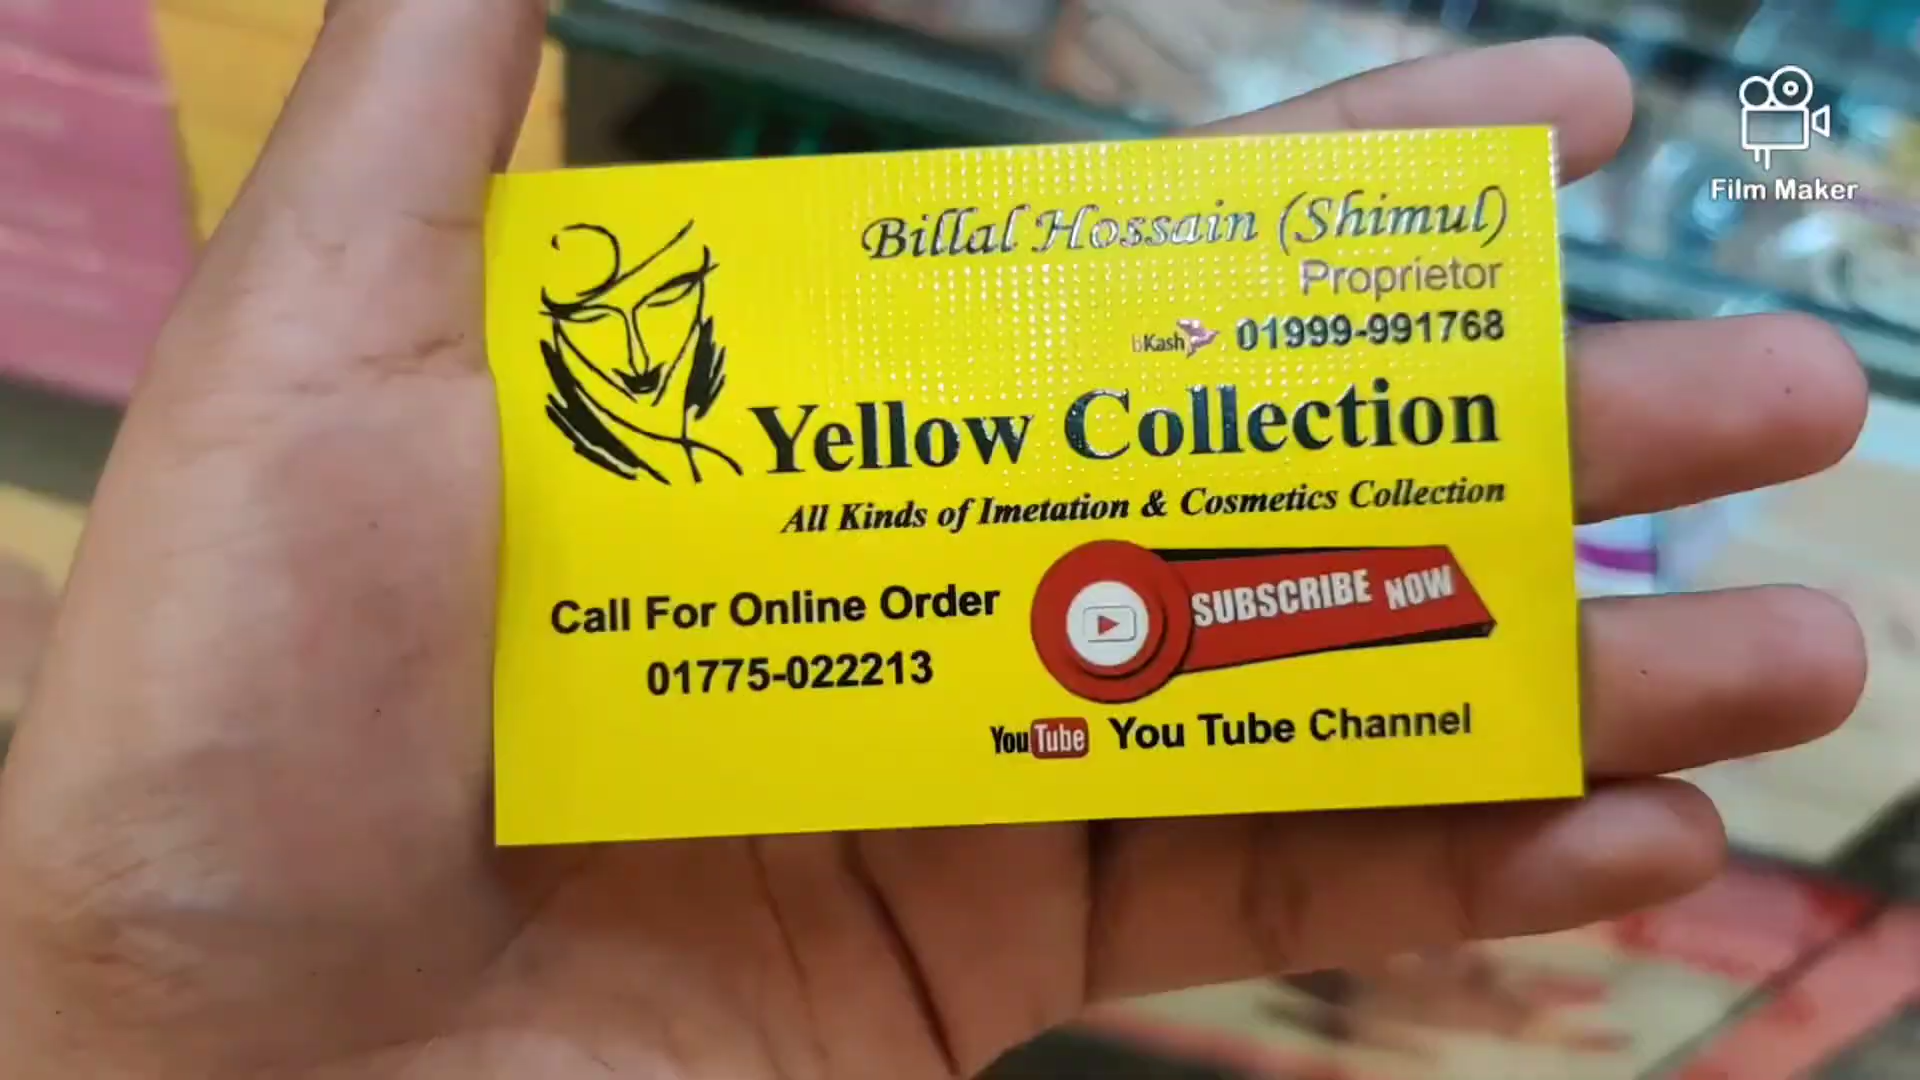 Film Maker
Billal Hossain (Shimul)
Proprietor
bKash 01999-991768
Yellow Collection
All Kinds of Imetation & Cosmetics Collection
Call For Online Order
01775-022213
SUBSCRIBE NOW
YouTube You Tube Channel